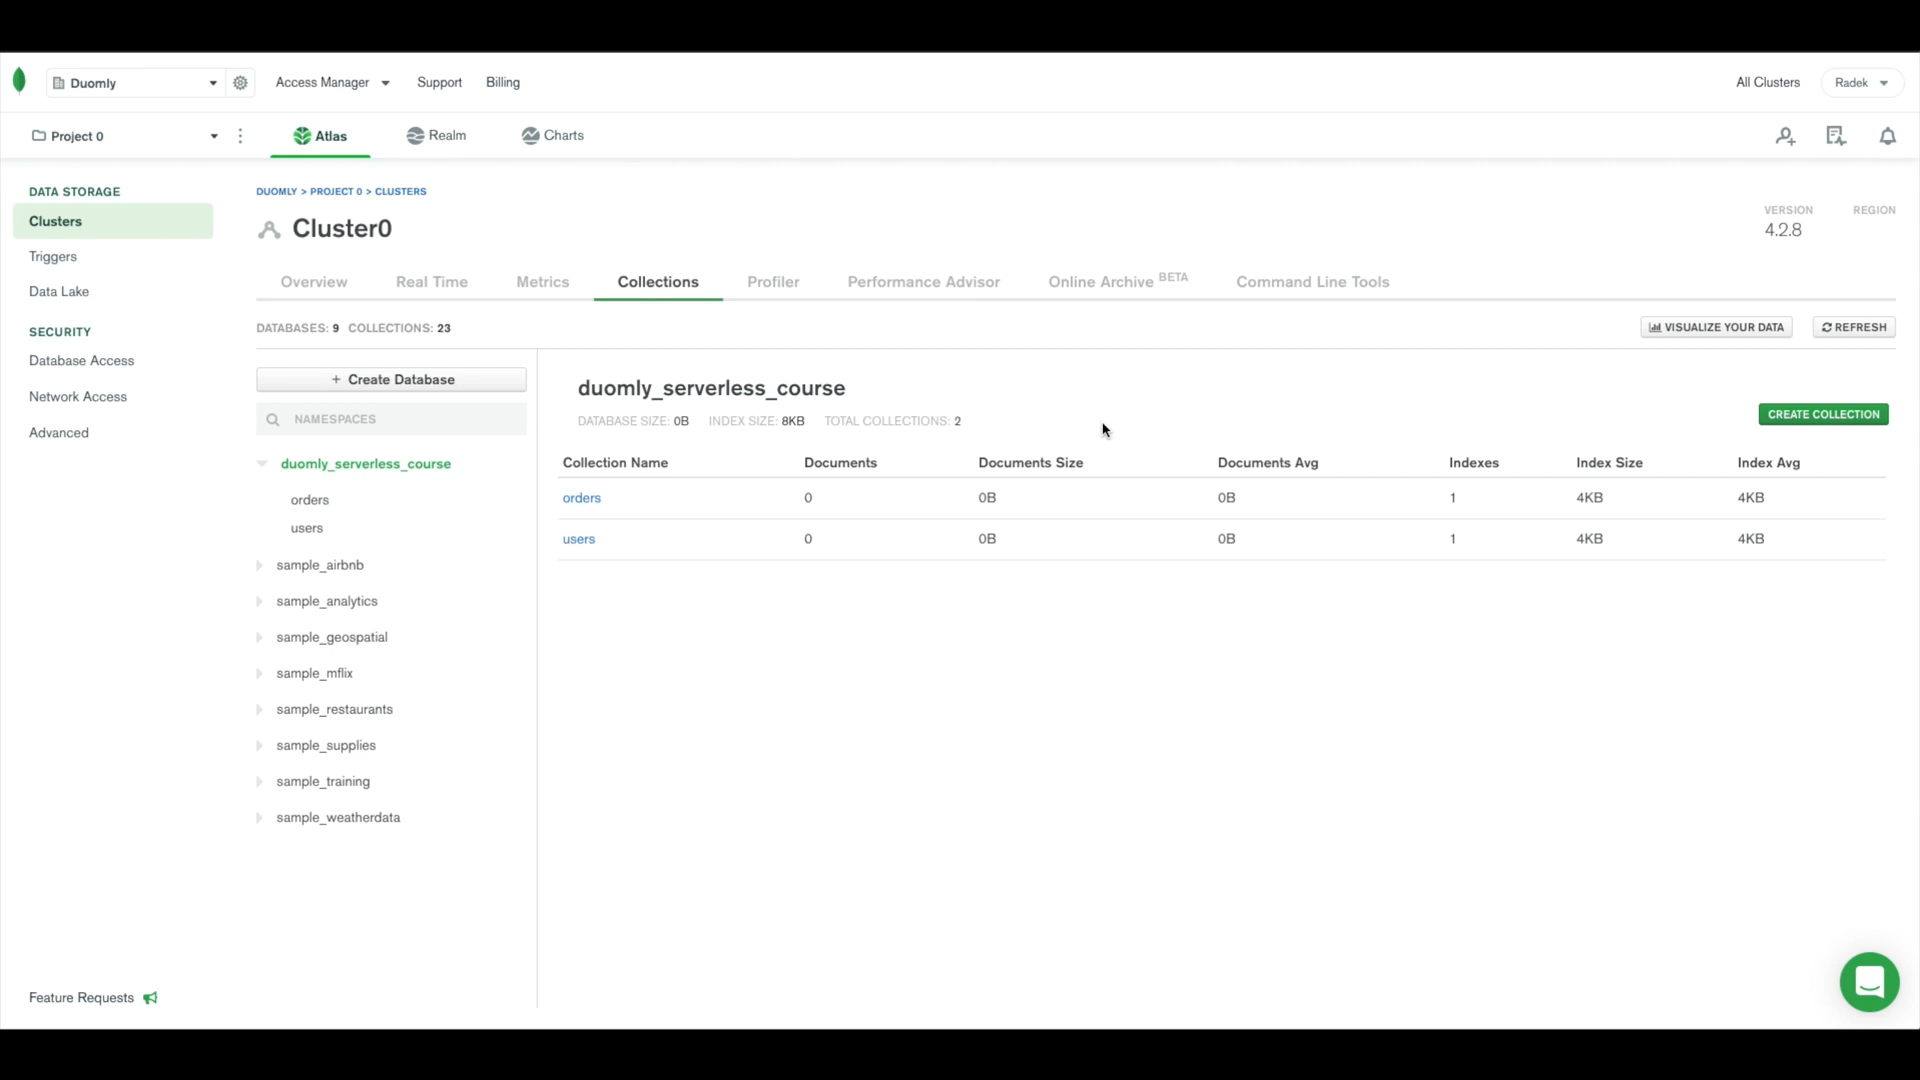 Duomly Access Manager Support Billing All Clusters Radek
Project 0 Atlas Realm Charts
DATA STORAGE
Clusters
Triggers
Data Lake
SECURITY
Database Access
Network Access
Advanced
Feature Requests
DUOMLY > PROJECT 0 > CLUSTERS
Cluster0
VERSION REGION
4.2.8
Overview Real Time Metrics Collections Profiler Performance Advisor Online Archive BETA Command Line Tools
DATABASES: 9 COLLECTIONS: 23 VISUALIZE YOUR DATA REFRESH
+ Create Database
NAMESPACES
duomly_serverless_course
orders
users
sample_airbnb
sample_analytics
sample_geospatial
sample_mflix
sample_restaurants
sample_supplies
sample_training
sample_weatherdata
duomly_serverless_course
DATABASE SIZE: 0B INDEX SIZE: 8KB TOTAL COLLECTIONS: 2 CREATE COLLECTION
Collection Name Documents Documents Size Documents Avg Indexes Index Size Index Avg
orders 0 0B 0B 1 4KB 4KB
users 0 0B 0B 1 4KB 4KB